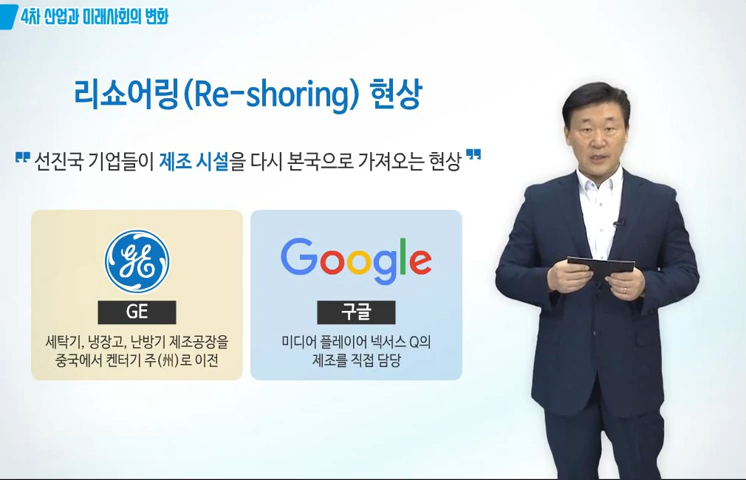 4차 산업과 미래사회의 변화
리쇼어링(Re-shoring) 현상
❝ 선진국 기업들이 제조 시설을 다시 본국으로 가져오는 현상 ❞
GE
Google
GE
구글
세탁기, 냉장고, 난방기 제조공장을
중국에서 켄터기 주(州)로 이전
미디어 플레이어 넥서스 Q의
제조를 직접 담당